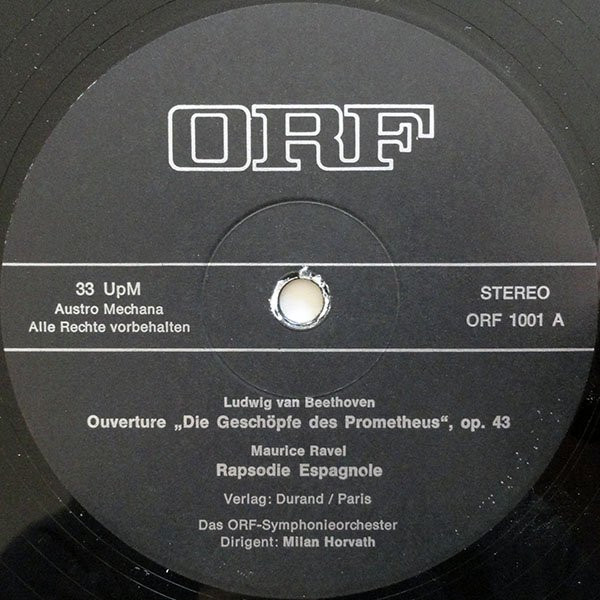 ORF
33 UpM
Austro Mechana
Alle Rechte vorbehalten
STEREO
ORF 1001 A
Ludwig van Beethoven
Ouverture „Die Geschöpfe des Prometheus“, op. 43
Maurice Ravel
Rapsodie Espagnole
Verlag: Durand / Paris
Das ORF-Symphonieorchester
Dirigent: Milan Horvath